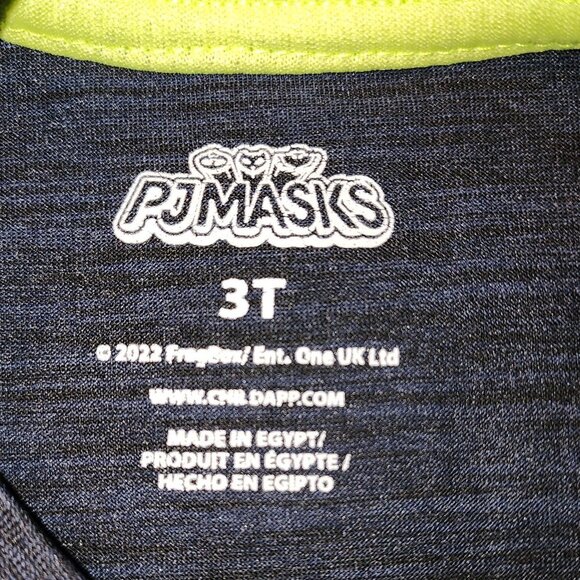 PJMASKS
3T
© 2022 FrogBox/ Ent. One UK Ltd
WWW.CHILDAPP.COM
MADE IN EGYPT/
PRODUIT EN ÉGYPTE /
HECHO EN EGIPTO